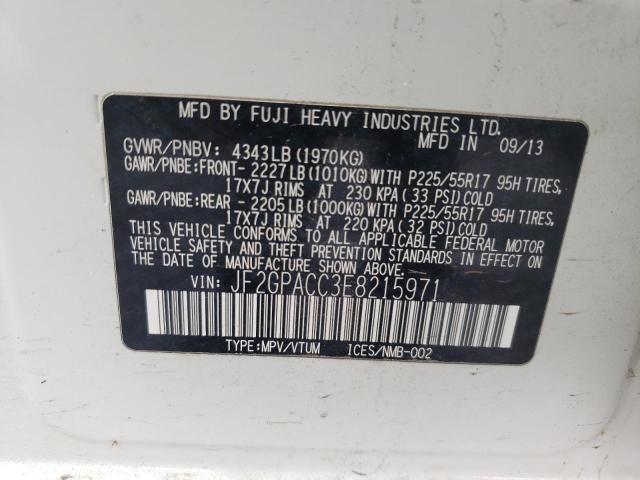 MFD BY FUJI HEAVY INDUSTRIES LTD.
MFD IN 09/13
GVWR/PNBV: 4343LB(1970KG)
GAWR/PNBE:FRONT-2227LB(1010KG)WITH P225/55R17 95H TIRES,
17X7J RIMS AT 230 KPA(33 PSI)COLD
GAWR/PNBE:REAR -2205LB(1000KG)WITH P225/55R17 95H TIRES,
17X7J RIMS AT 220 KPA(32 PSI)COLD
THIS VEHICLE CONFORMS TO ALL APPLICABLE FEDERAL MOTOR
VEHICLE SAFETY AND THEFT PREVENTION STANDARDS IN EFFECT ON
THE DATE OF MANUFACTURE SHOWN ABOVE.
VIN: JF2GPACC3E8215971
TYPE:MPV/VTUM ICES/NMB-002